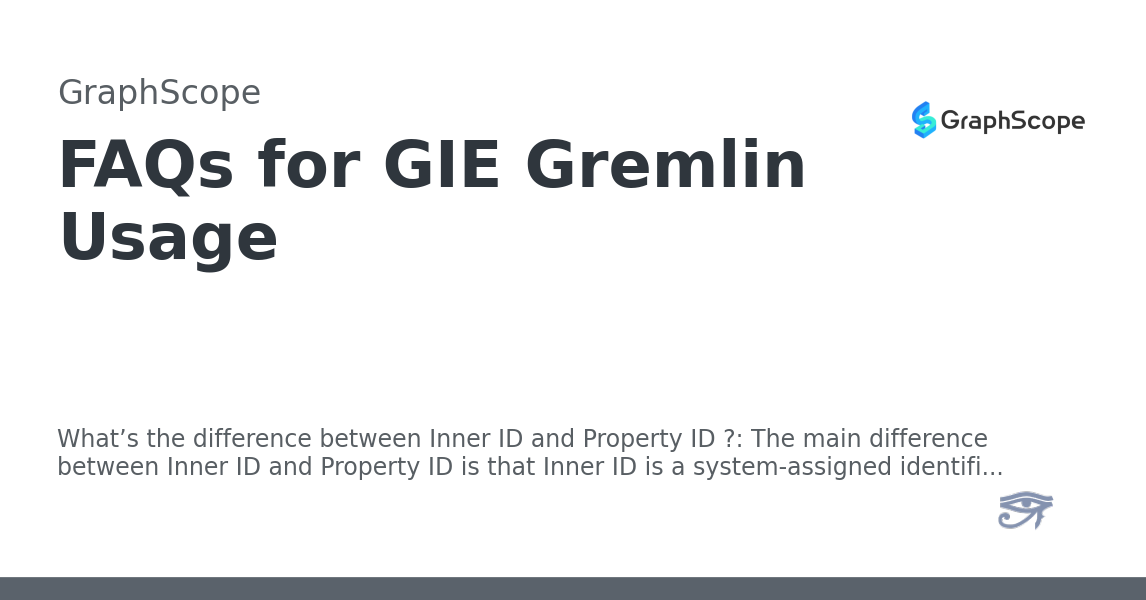 GraphScope
GraphScope
FAQs for GIE Gremlin
Usage
What’s the difference between Inner ID and Property ID ?: The main difference
between Inner ID and Property ID is that Inner ID is a system-assigned identifi...